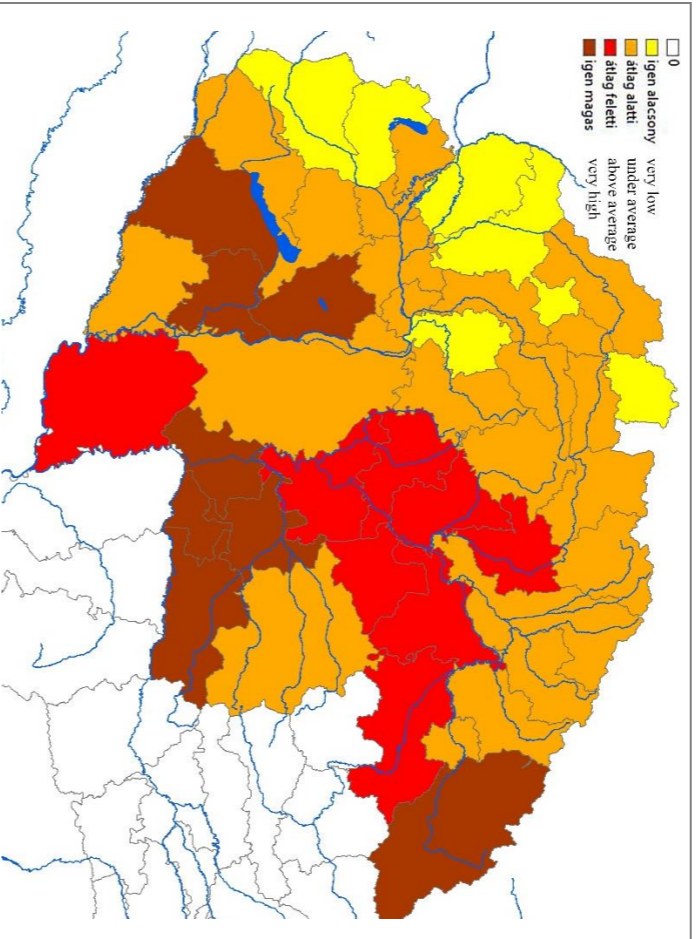 0
igen alacsony
átlag alatti
átlag feletti
igen magas
very low
under average
above average
very high